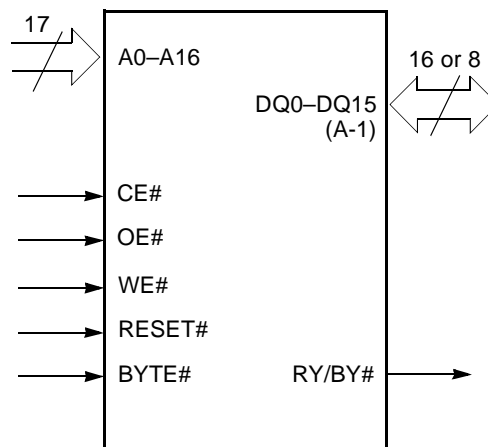 17
A0–A16
16 or 8
DQ0–DQ15
(A-1)
CE#
OE#
WE#
RESET#
BYTE#
RY/BY#